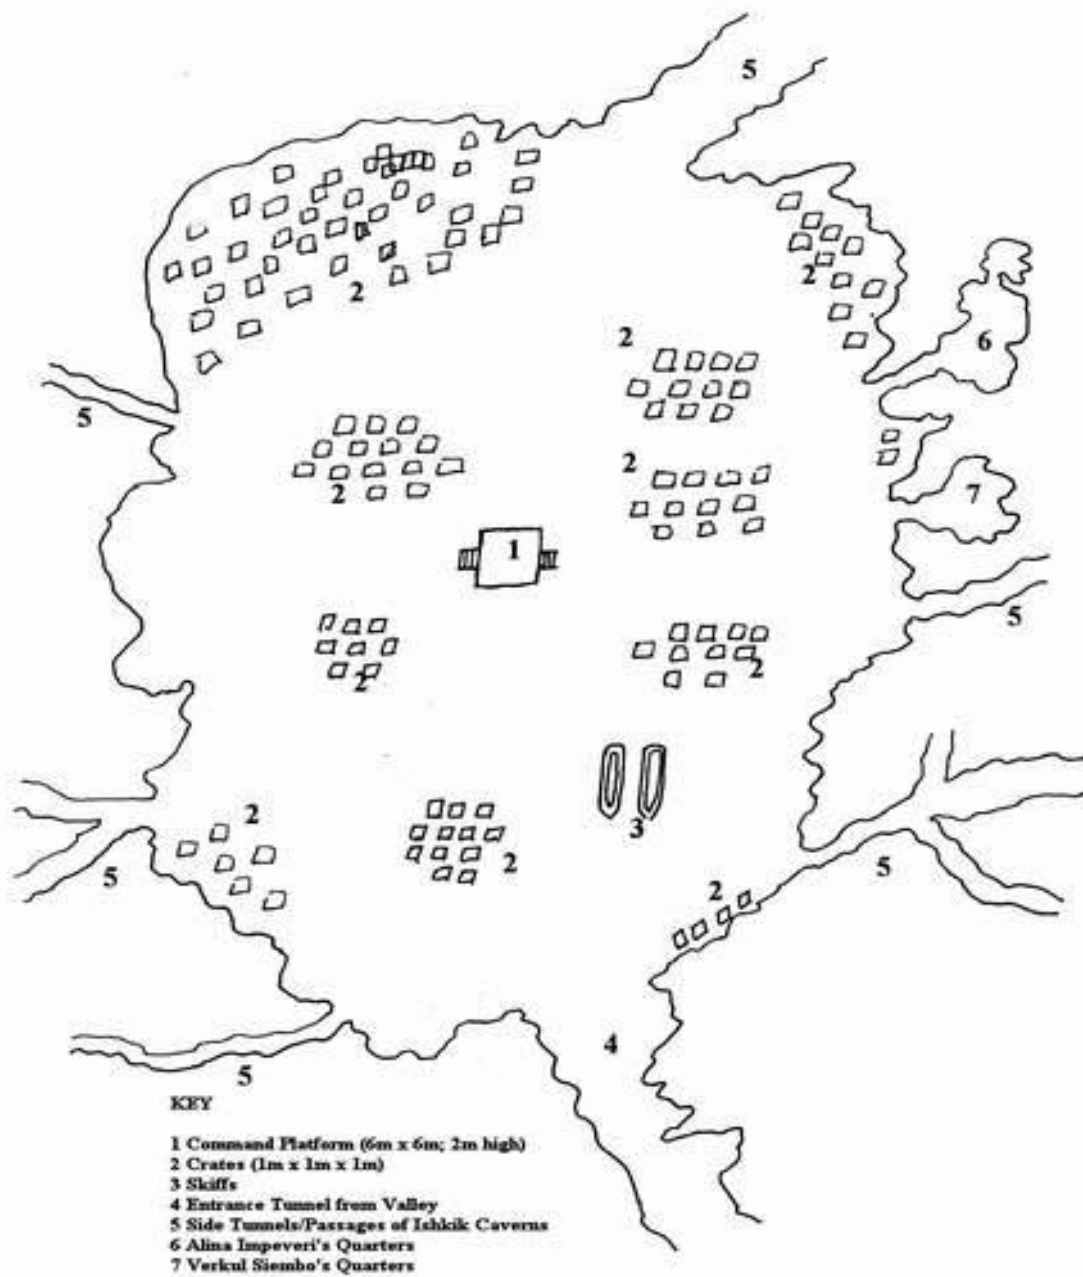 5
2
2
6
2
5
2
2
7
1
5
2
2
3
2
2
5
5
2
4
5
KEY
1 Command Platform (6m x 6m; 2m high)
2 Crates (1m x 1m x 1m)
3 Skiffs
4 Entrance Tunnel from Valley
5 Side Tunnels/Passages of Ishkik Caverns
6 Alina Impeveri's Quarters
7 Verkul Siembo's Quarters